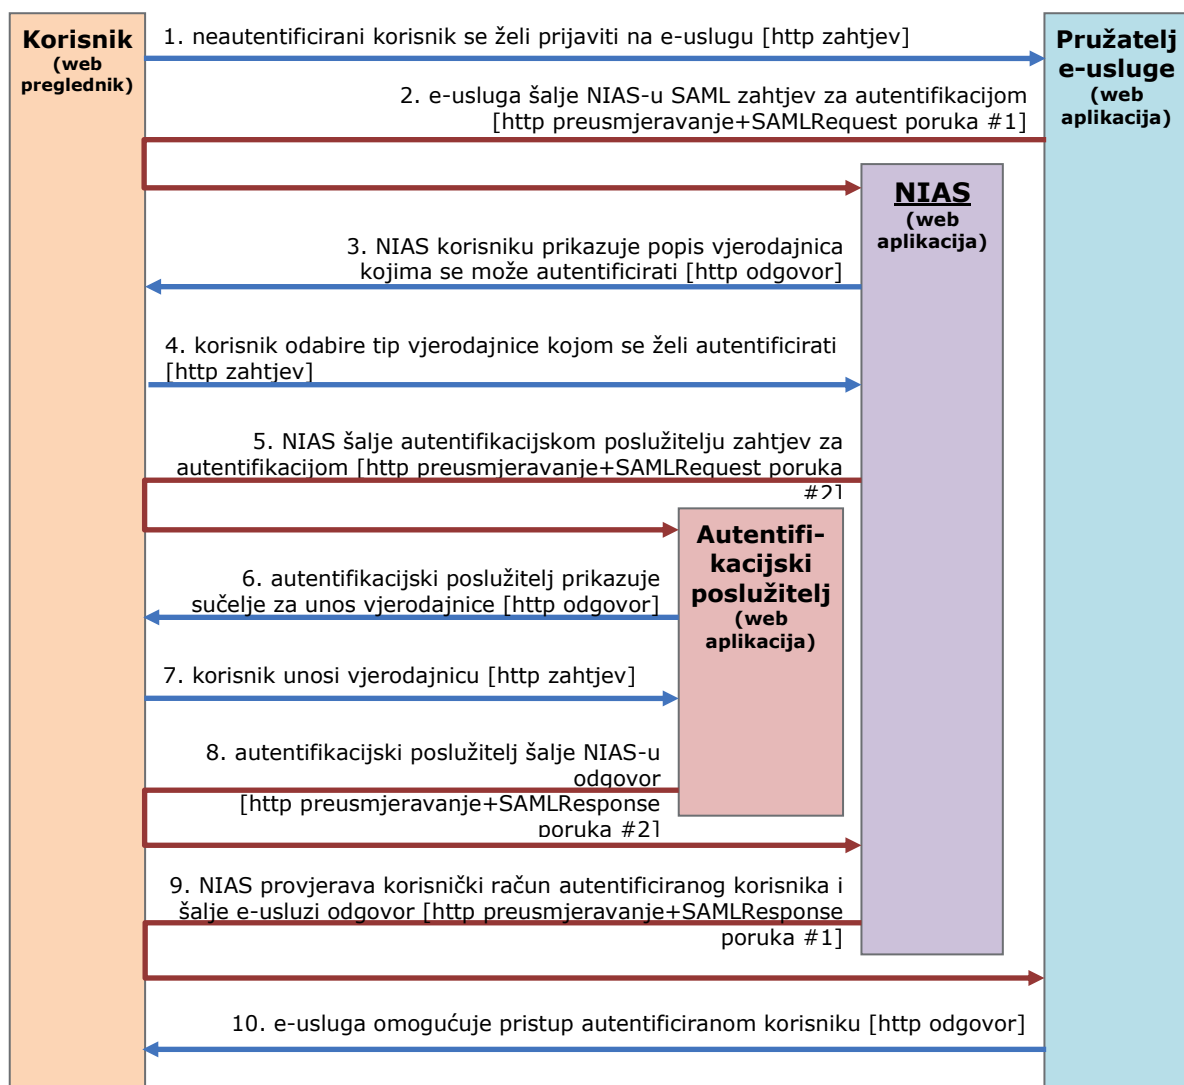 Korisnik
(web
preglednik)
1. neautentificirani korisnik se želi prijaviti na e-uslugu [http zahtjev]
Pružatelj
e-usluge
(web
aplikacija)
2. e-usluga šalje NIAS-u SAML zahtjev za autentifikacijom
[http preusmjeravanje+SAMLRequest poruka #1]
NIAS
(web
aplikacija)
3. NIAS korisniku prikazuje popis vjerodajnica
kojima se može autentificirati [http odgovor]
4. korisnik odabire tip vjerodajnice kojom se želi autentificirati
[http zahtjev]
5. NIAS šalje autentifikacijskom poslužitelju zahtjev za
autentifikacijom [http preusmjeravanje+SAMLRequest poruka
#2]
Autentifi-
kacijski
poslužitelj
(web
aplikacija)
6. autentifikacijski poslužitelj prikazuje
sučelje za unos vjerodajnice [http odgovor]
7. korisnik unosi vjerodajnicu [http zahtjev]
8. autentifikacijski poslužitelj šalje NIAS-u
odgovor
[http preusmjeravanje+SAMLResponse
poruka #2]
9. NIAS provjerava korisnički račun autentificiranog korisnika i
šalje e-usluzi odgovor [http preusmjeravanje+SAMLResponse
poruka #1]
10. e-usluga omogućuje pristup autentificiranom korisniku [http odgovor]